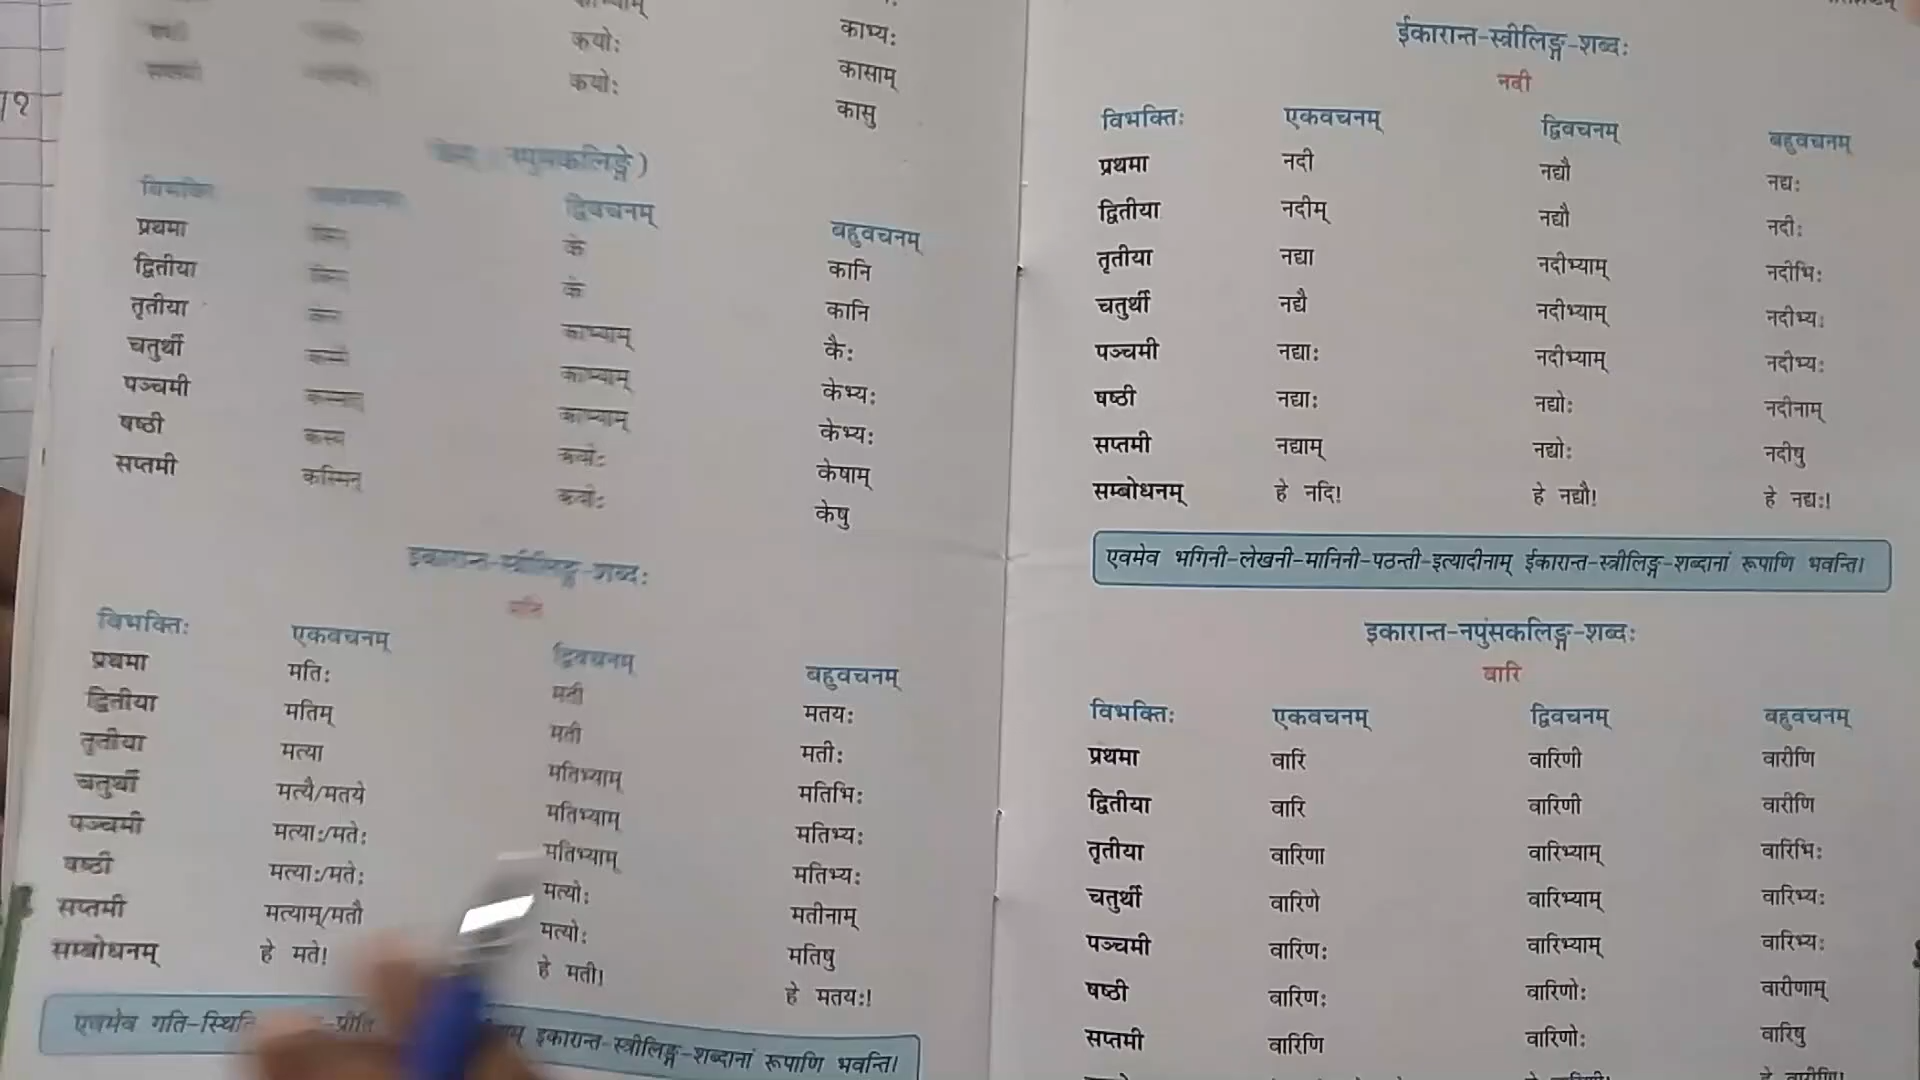 कयोः काभ्यः
कयोः कासाम्
कासु
नपुंसकलिङ्गे)
द्विवचनम् बहुवचनम्
प्रथमा के कानि
द्वितीया के कानि
तृतीया काभ्याम् कैः
चतुर्थी काभ्याम् केभ्यः
पञ्चमी काभ्याम् केभ्यः
षष्ठी कस्य कयोः केषाम्
सप्तमी कस्मिन् कयोः केषु
इकारान्त-स्त्रीलिङ्ग-शब्दः
मति
विभक्तिः एकवचनम् द्विवचनम् बहुवचनम्
प्रथमा मतिः मती मतयः
द्वितीया मतिम् मती मतीः
तृतीया मत्या मतिभ्याम् मतिभिः
चतुर्थी मत्यै/मतये मतिभ्याम् मतिभ्यः
पञ्चमी मत्याः/मतेः मतिभ्याम् मतिभ्यः
षष्ठी मत्याः/मतेः मत्योः मतीनाम्
सप्तमी मत्याम्/मतौ मत्योः मतिषु
सम्बोधनम् हे मते! हे मती! हे मतयः!
एवमेव गति-स्थिति -प्रीति इकारान्त-स्त्रीलिङ्ग-शब्दानां रूपाणि भवन्ति।
ईकारान्त-स्त्रीलिङ्ग-शब्दः
नदी
विभक्तिः एकवचनम् द्विवचनम् बहुवचनम्
प्रथमा नदी नद्यौ नद्यः
द्वितीया नदीम् नद्यौ नदीः
तृतीया नद्या नदीभ्याम् नदीभिः
चतुर्थी नद्यै नदीभ्याम् नदीभ्यः
पञ्चमी नद्याः नदीभ्याम् नदीभ्यः
षष्ठी नद्याः नद्योः नदीनाम्
सप्तमी नद्याम् नद्योः नदीषु
सम्बोधनम् हे नदि! हे नद्यौ! हे नद्यः!
एवमेव भगिनी-लेखनी-मानिनी-पठन्ती-इत्यादीनाम् ईकारान्त-स्त्रीलिङ्ग-शब्दानां रूपाणि भवन्ति।
इकारान्त-नपुंसकलिङ्ग-शब्दः
वारि
विभक्तिः एकवचनम् द्विवचनम् बहुवचनम्
प्रथमा वारि वारिणी वारीणि
द्वितीया वारि वारिणी वारीणि
तृतीया वारिणा वारिभ्याम् वारिभिः
चतुर्थी वारिणे वारिभ्याम् वारिभ्यः
पञ्चमी वारिणः वारिभ्याम् वारिभ्यः
षष्ठी वारिणः वारिणोः वारीणाम्
सप्तमी वारिणि वारिणोः वारिषु